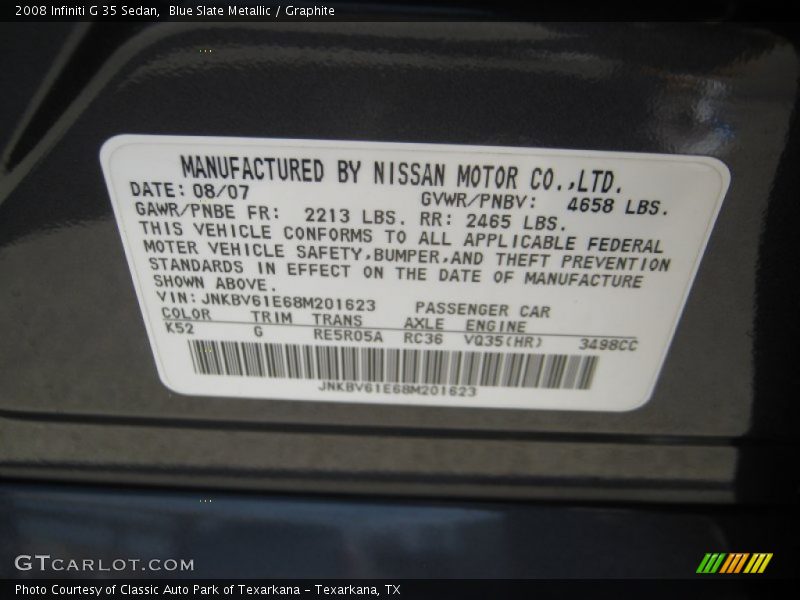 2008 Infiniti G 35 Sedan,  Blue Slate Metallic / Graphite
MANUFACTURED BY NISSAN MOTOR CO.,LTD.
DATE: 08/07 GVWR/PNBV: 4658 LBS.
GAWR/PNBE FR: 2213 LBS. RR: 2465 LBS.
THIS VEHICLE CONFORMS TO ALL APPLICABLE FEDERAL
MOTER VEHICLE SAFETY,BUMPER,AND THEFT PREVENTION
STANDARDS IN EFFECT ON THE DATE OF MANUFACTURE
SHOWN ABOVE.
VIN: JNKBV61E68M201623 PASSENGER CAR
COLOR TRIM TRANS AXLE ENGINE
K52 G RE5R05A RC36 VQ35(HR) 3498CC
JNKBV61E68M201623
GTCARLOT.COM
Photo Courtesy of Classic Auto Park of Texarkana - Texarkana, TX